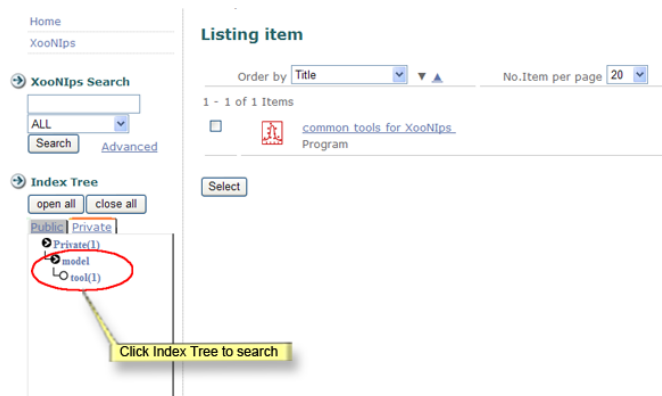 Home
XooNIps
XooNIps Search
ALL
Search Advanced
Index Tree
open all close all
Public Private
Private(1)
model
tool(1)
Click Index Tree to search
Listing item
Order by Title ▼ ▲ No.Item per page 20
1 - 1 of 1 Items
common tools for XooNIps
Program
Select